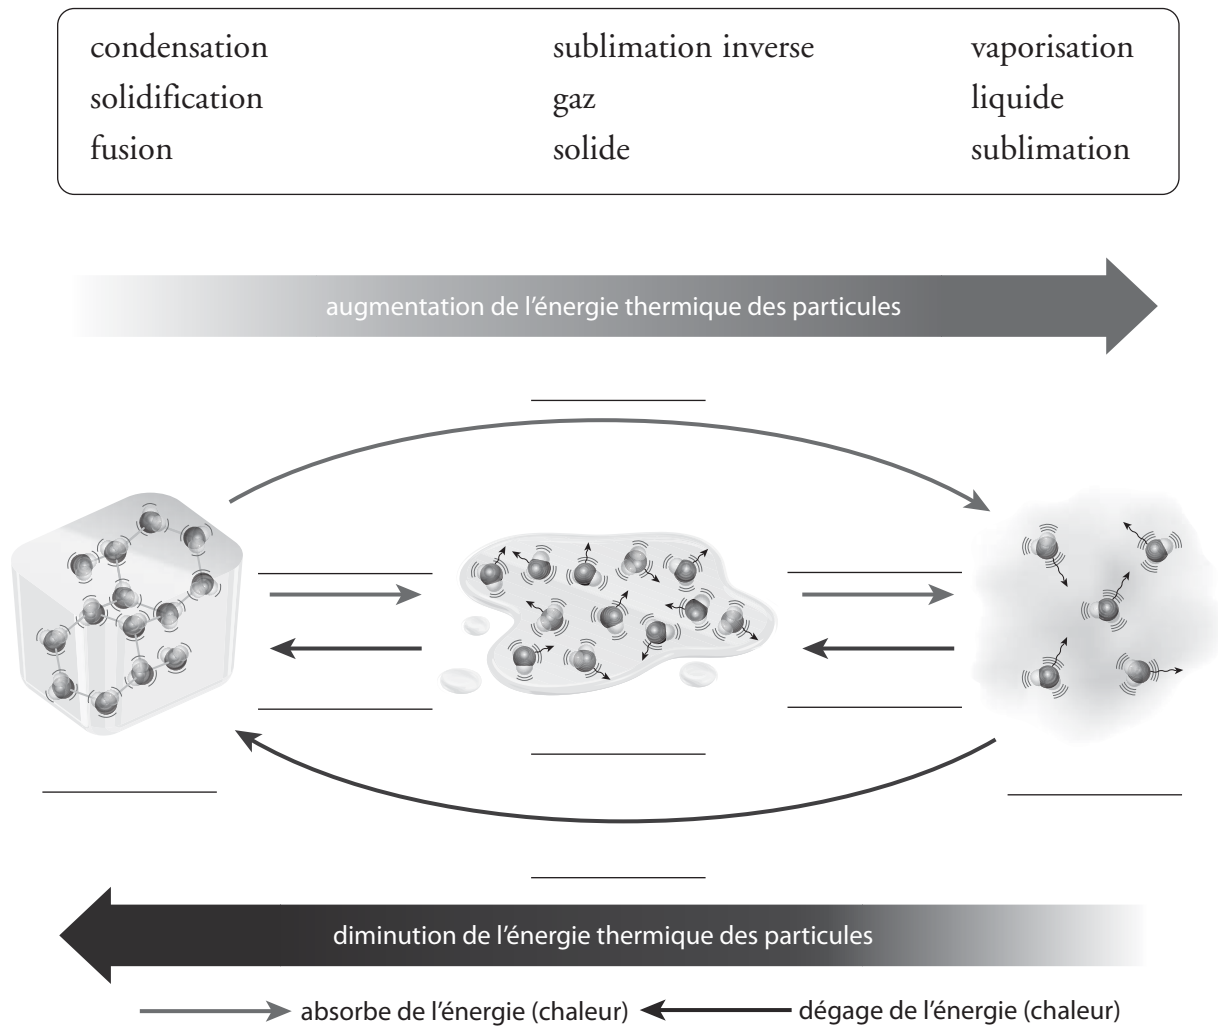 condensation sublimation inverse vaporisation
solidification gaz liquide
fusion solide sublimation
augmentation de l'énergie thermique des particules
diminution de l'énergie thermique des particules
absorbe de l'énergie (chaleur) dégage de l'énergie (chaleur)